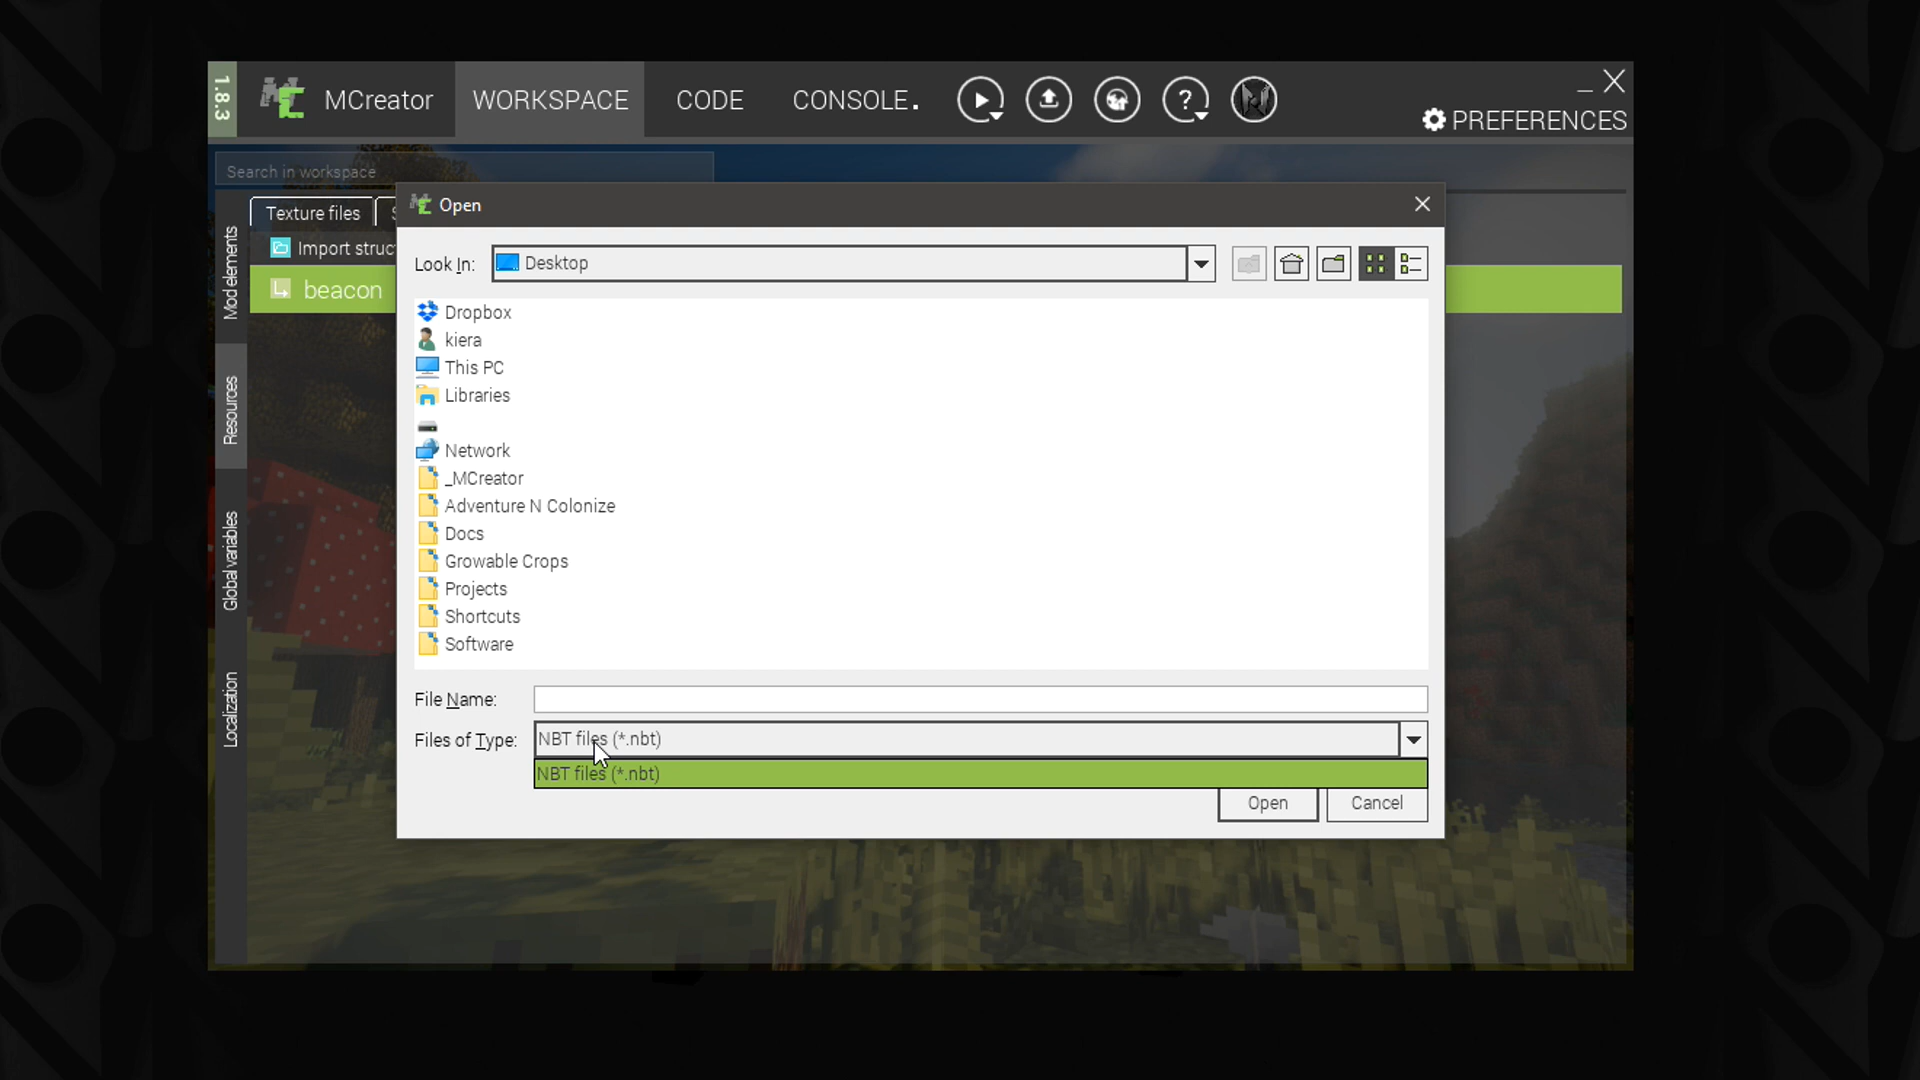 1.8.3
MCreator
WORKSPACE
CODE
CONSOLE.
?
PREFERENCES
Search in workspace
Texture files
Import struc
beacon
Mod elements
Resources
Global variables
Localization
Open
Look In:
Desktop
Dropbox
kiera
This PC
Libraries
Network
_MCreator
Adventure N Colonize
Docs
Growable Crops
Projects
Shortcuts
Software
File Name:
Files of Type:
NBT files (*.nbt)
NBT files (*.nbt)
Open
Cancel